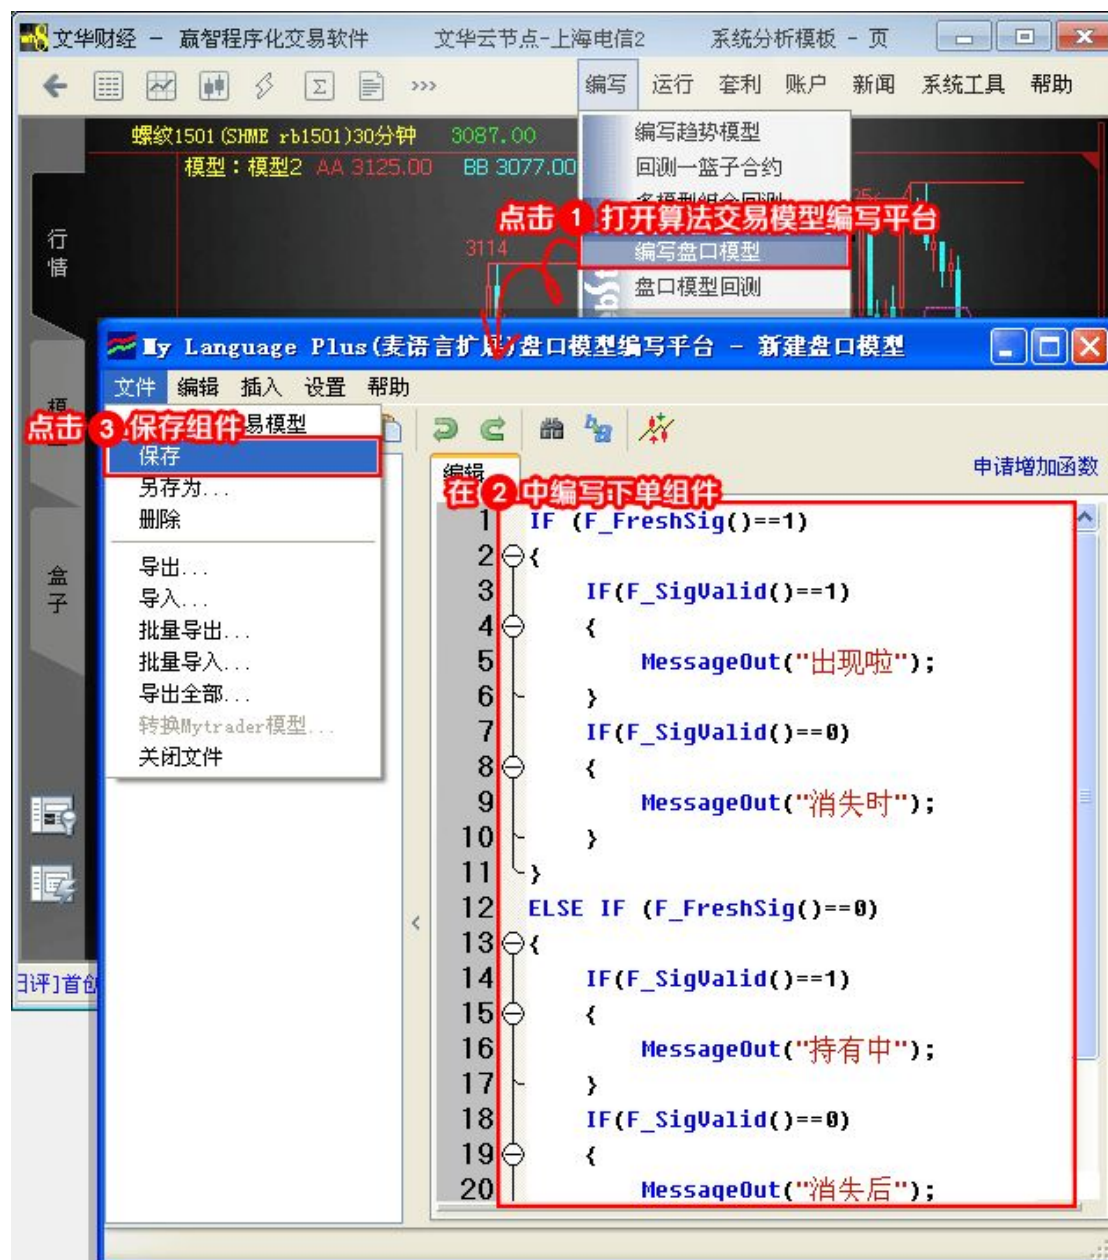 文华财经 － 赢智程序化交易软件 文华云节点-上海电信2 系统分析模板 - 页
编写 运行 套利 账户 新闻 系统工具 帮助
螺纹1501(SHME rb1501)30分钟 3087.00
模型：模型2 AA 3125.00 BB 3077.00
编写趋势模型
回测一篮子合约
多模型组合回测
点击 1 打开算法交易模型编写平台
编写盘口模型
盘口模型回测
3114
行情
盒子
日评]首创
My Language Plus(麦语言扩展)盘口模型编写平台 - 新建盘口模型
文件 编辑 插入 设置 帮助
点击 3 保存组件
易模型
保存
另存为...
删除
导出...
导入...
批量导出...
批量导入...
导出全部...
转换Mytrader模型...
关闭文件
申请增加函数
编辑
在 2 中编写下单组件
1 IF (F_FreshSig()==1)
2 {
3 IF(F_SigValid()==1)
4 {
5 MessageOut("出现啦");
6 }
7 IF(F_SigValid()==0)
8 {
9 MessageOut("消失时");
10 }
11 }
12 ELSE IF (F_FreshSig()==0)
13 {
14 IF(F_SigValid()==1)
15 {
16 MessageOut("持有中");
17 }
18 IF(F_SigValid()==0)
19 {
20 MessageOut("消失后");